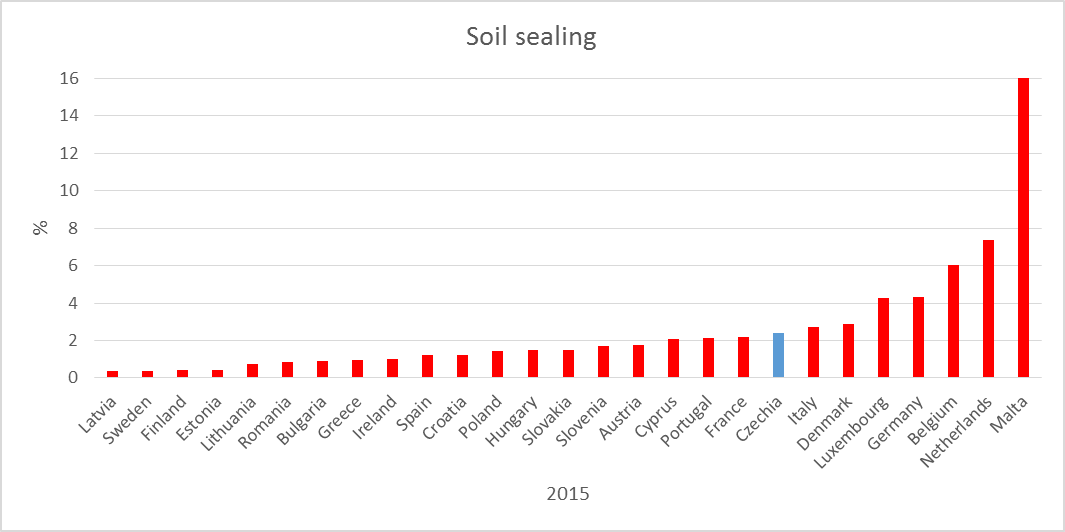 Soil sealing
16
14
12
10
8
6
4
2
0
%
Latvia
Sweden
Finland
Estonia
Lithuania
Romania
Bulgaria
Greece
Ireland
Spain
Croatia
Poland
Hungary
Slovakia
Slovenia
Austria
Cyprus
Portugal
France
Czechia
Italy
Denmark
Luxembourg
Germany
Belgium
Netherlands
Malta
2015